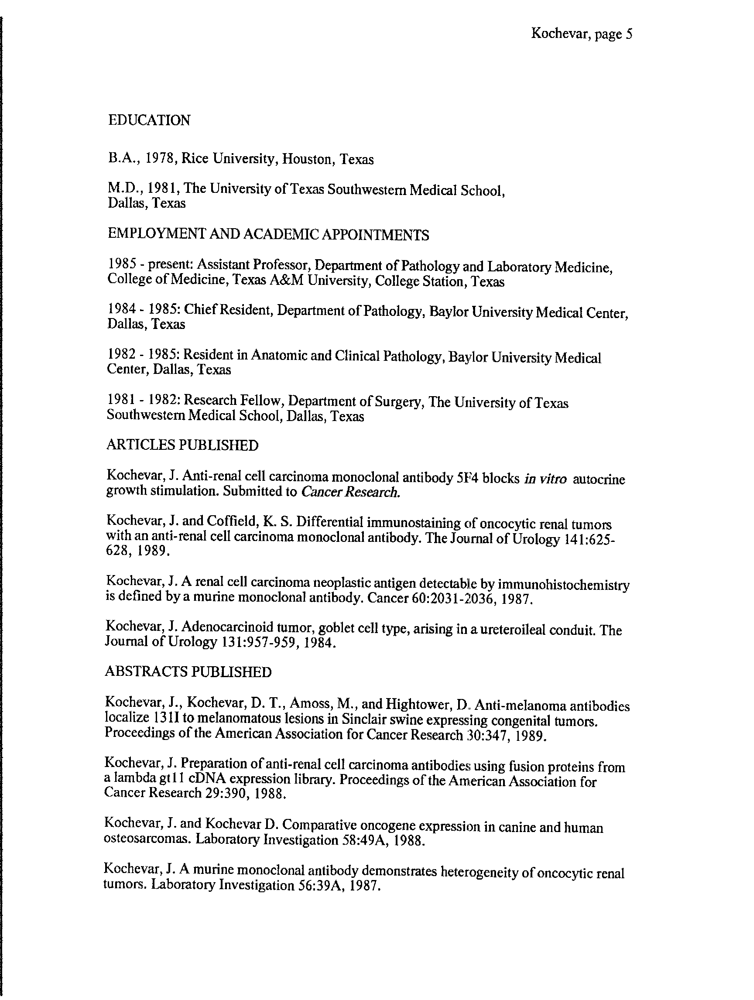 Kochevar, page 5
EDUCATION
B.A., 1978, Rice University, Houston, Texas
M.D., 1981, The University of Texas Southwestern Medical School,
Dallas, Texas
EMPLOYMENT AND ACADEMIC APPOINTMENTS
1985 - present: Assistant Professor, Department of Pathology and Laboratory Medicine,
College of Medicine, Texas A&M University, College Station, Texas
1984 - 1985: Chief Resident, Department of Pathology, Baylor University Medical Center,
Dallas, Texas
1982 - 1985: Resident in Anatomic and Clinical Pathology, Baylor University Medical
Center, Dallas, Texas
1981 - 1982: Research Fellow, Department of Surgery, The University of Texas
Southwestern Medical School, Dallas, Texas
ARTICLES PUBLISHED
Kochevar, J. Anti-renal cell carcinoma monoclonal antibody 5F4 blocks in vitro autocrine
growth stimulation. Submitted to Cancer Research.
Kochevar, J. and Coffield, K. S. Differential immunostaining of oncocytic renal tumors
with an anti-renal cell carcinoma monoclonal antibody. The Journal of Urology 141:625-
628, 1989.
Kochevar, J. A renal cell carcinoma neoplastic antigen detectable by immunohistochemistry
is defined by a murine monoclonal antibody. Cancer 60:2031-2036, 1987.
Kochevar, J. Adenocarcinoid tumor, goblet cell type, arising in a ureteroileal conduit. The
Journal of Urology 131:957-959, 1984.
ABSTRACTS PUBLISHED
Kochevar, J., Kochevar, D. T., Amoss, M., and Hightower, D. Anti-melanoma antibodies
localize 131I to melanomatous lesions in Sinclair swine expressing congenital tumors.
Proceedings of the American Association for Cancer Research 30:347, 1989.
Kochevar, J. Preparation of anti-renal cell carcinoma antibodies using fusion proteins from
a lambda gt11 cDNA expression library. Proceedings of the American Association for
Cancer Research 29:390, 1988.
Kochevar, J. and Kochevar D. Comparative oncogene expression in canine and human
osteosarcomas. Laboratory Investigation 58:49A, 1988.
Kochevar, J. A murine monoclonal antibody demonstrates heterogeneity of oncocytic renal
tumors. Laboratory Investigation 56:39A, 1987.